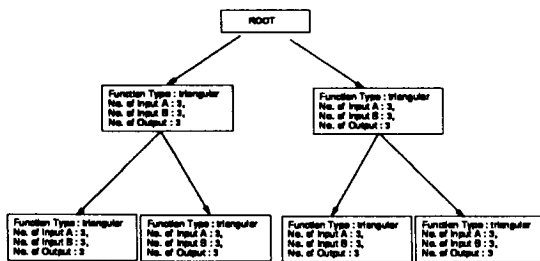 ROOT
Function Type : triangular
No. of Input A : 3,
No. of Input B : 3,
No. of Output : 3
Function Type : triangular
No. of Input A : 3,
No. of Input B : 3,
No. of Output : 3
Function Type : triangular
No. of Input A : 3,
No. of Input B : 3,
No. of Output : 3
Function Type : triangular
No. of Input A : 3,
No. of Input B : 3,
No. of Output : 3
Function Type : triangular
No. of Input A : 3,
No. of Input B : 3,
No. of Output : 3
Function Type : triangular
No. of Input A : 3,
No. of Input B : 3,
No. of Output : 3